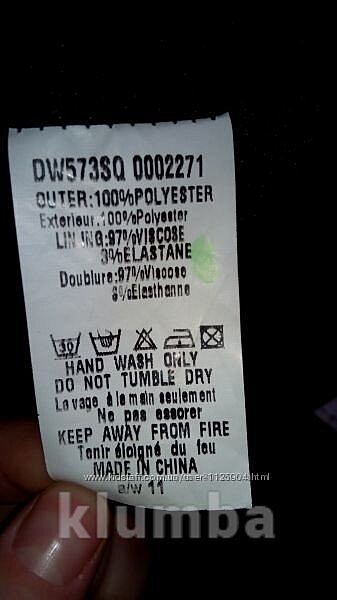 DW573SQ 0002271
OUTER:100%POLYESTER
Exterieur:100%Polyester
LINING:97%VISCOSE
3%ELASTANE
Doublure:97%Viscose
3%Elasthanne
30
HAND WASH ONLY
DO NOT TUMBLE DRY
Lavage à la main seulement
Ne pas essorer
KEEP AWAY FROM FIRE
Tenir éloigné du feu
MADE IN CHINA
a/w 11
klumba